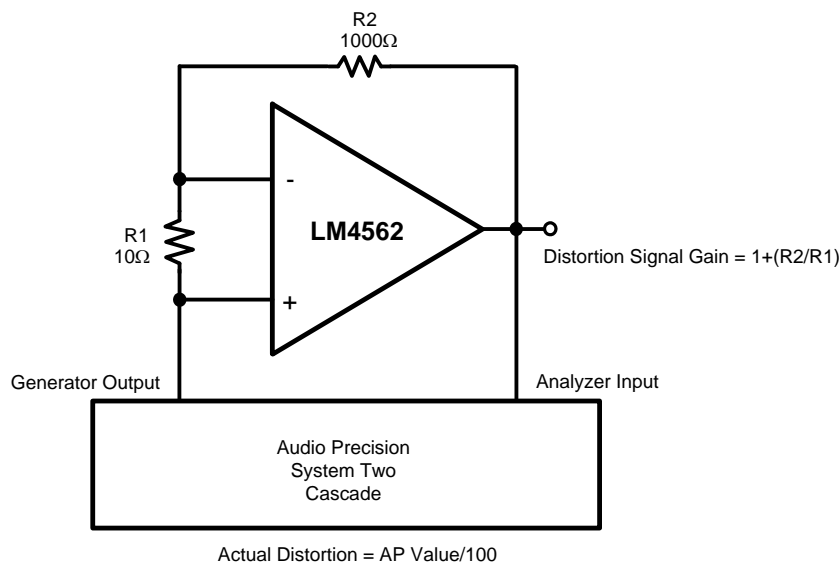 R2
1000Ω
-
LM4562
R1
10Ω
+
Distortion Signal Gain = 1+(R2/R1)
Generator Output
Analyzer Input
Audio Precision
System Two
Cascade
Actual Distortion = AP Value/100